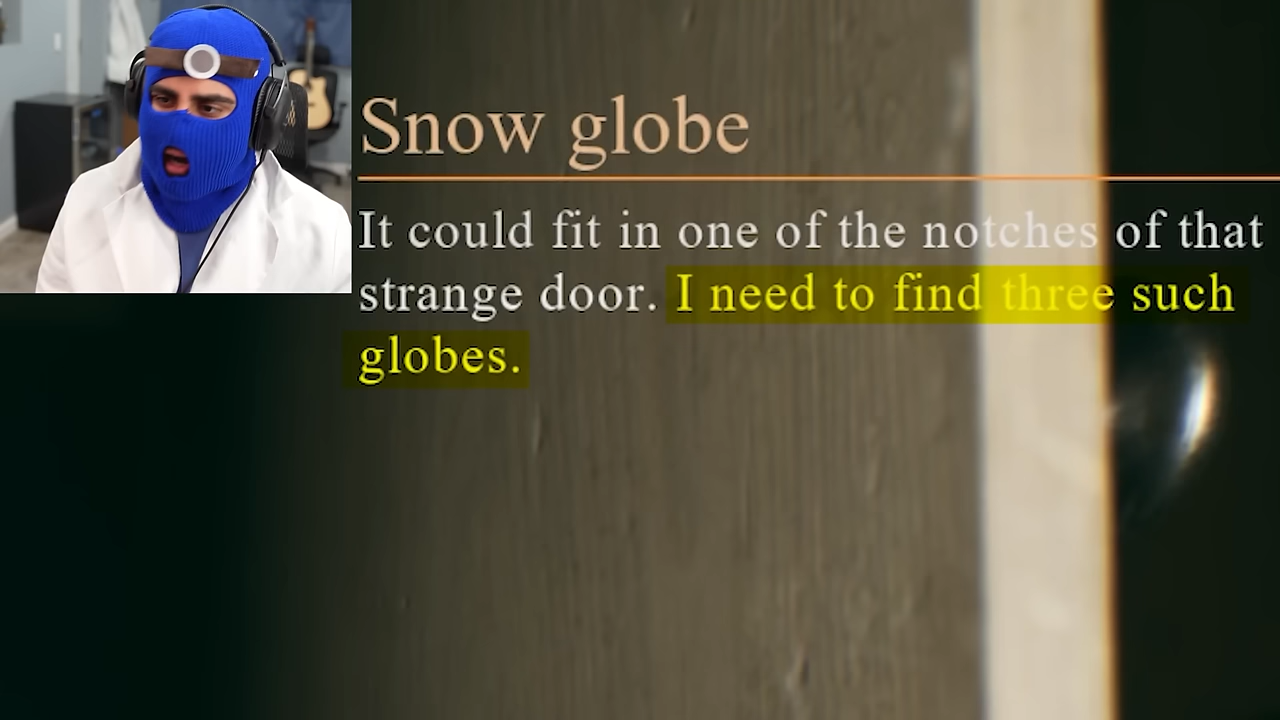 Snow globe
It could fit in one of the notches of that
strange door. I need to find three such
globes.